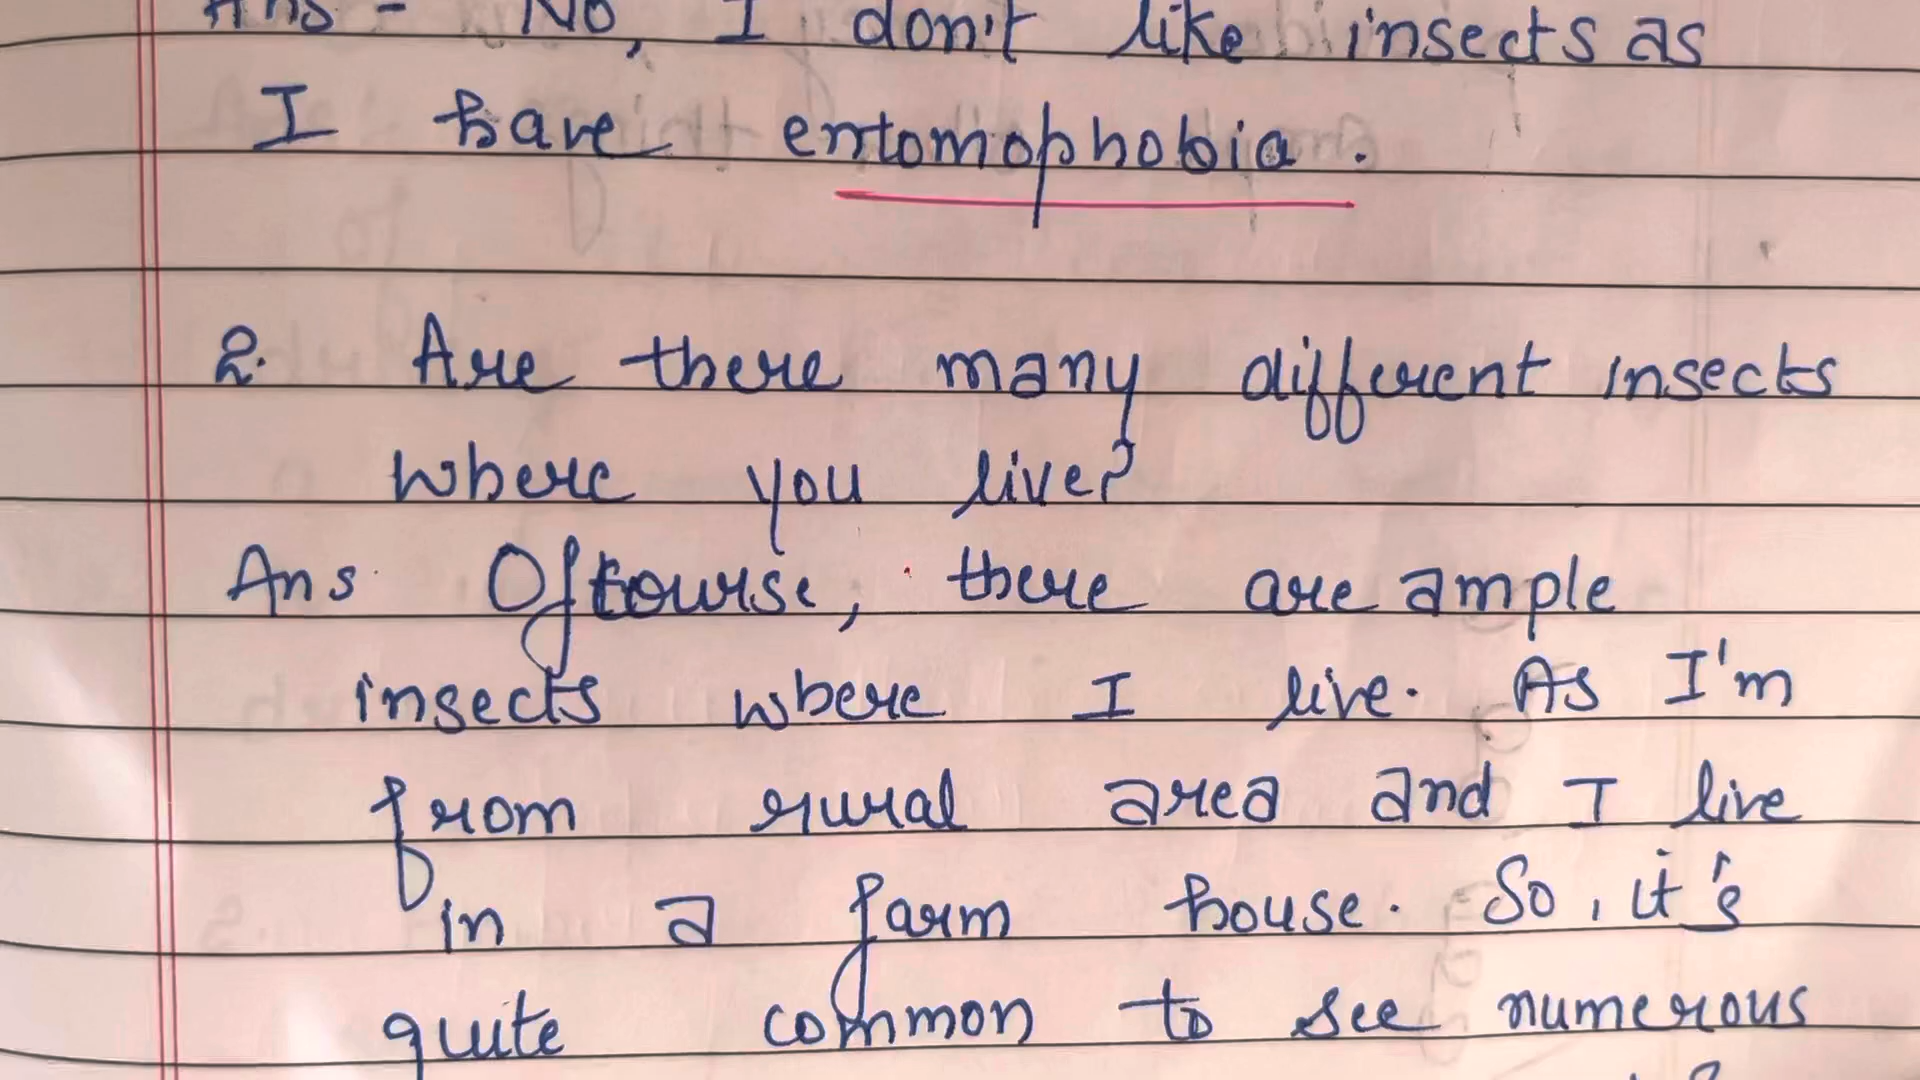 Ans - No, I don't like insects as
I have entomophobia.
2. Are there many different insects
where you live?
Ans. Ofcourse, there are ample
insects where I live. As I'm
from rural area and I live
in a farm house. So, it's
quite common to see numerous